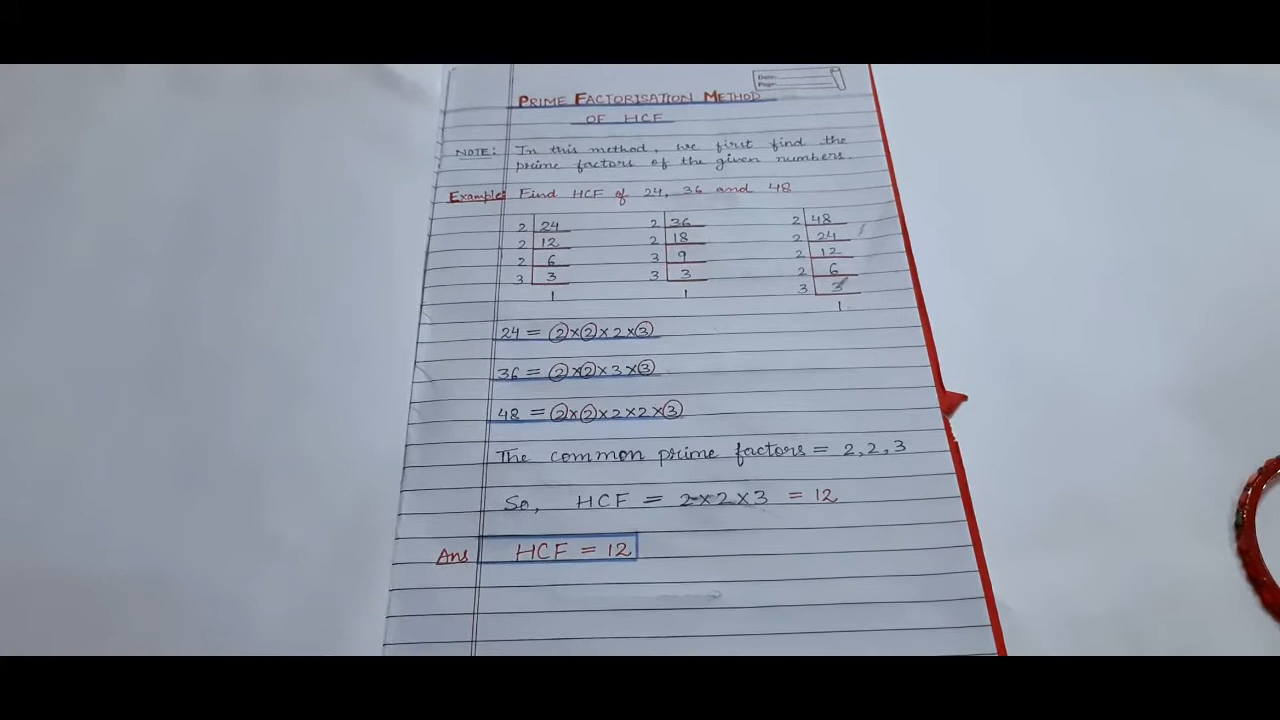 Date:
Page:
PRIME FACTORISATION METHOD
OF HCF
NOTE: In this method, we first find the
prime factors of the given numbers.
Example: Find HCF of 24, 36 and 48
2 24 2 36 2 48
2 12 2 18 2 24
2 6 3 9 2 12
3 3 3 3 2 6
1 1 3 3
1
24 = 2×2×2×3
36 = 2×2×3×3
48 = 2×2×2×2×3
The common prime factors = 2, 2, 3
So, HCF = 2×2×3 = 12
Ans HCF = 12